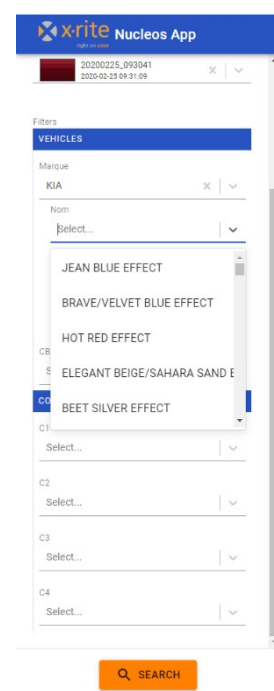 x·rite Nucleos App
right on color
20200225_093041
2020-02-25 09:31:09
Filters
VEHICLES
Marque
KIA
Nom
Select...
JEAN BLUE EFFECT
BRAVE/VELVET BLUE EFFECT
HOT RED EFFECT
CB
ELEGANT BEIGE/SAHARA SAND E
S
CO
BEET SILVER EFFECT
C1
Select...
C2
Select...
C3
Select...
C4
Select...
SEARCH